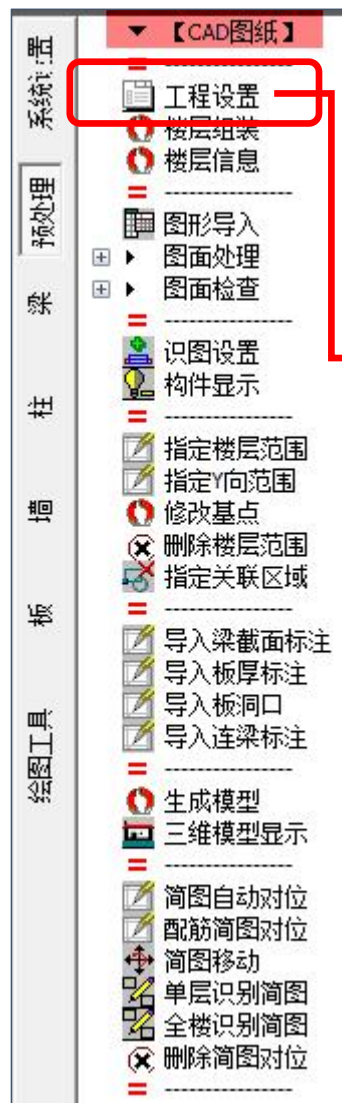 系统设置
预处理
梁
柱
墙
板
绘图工具
▼ 【CAD图纸】
= ----------------
工程设置
楼层组装
楼层信息
= ----------------
图形导入
图面处理
图面检查
= ----------------
识图设置
构件显示
= ----------------
指定楼层范围
指定Y向范围
修改基点
删除楼层范围
指定关联区域
= ----------------
导入梁截面标注
导入板厚标注
导入板洞口
导入连梁标注
= ----------------
生成模型
三维模型显示
= ----------------
简图自动对位
配筋简图对位
简图移动
单层识别简图
全楼识别简图
删除简图对位
= ----------------